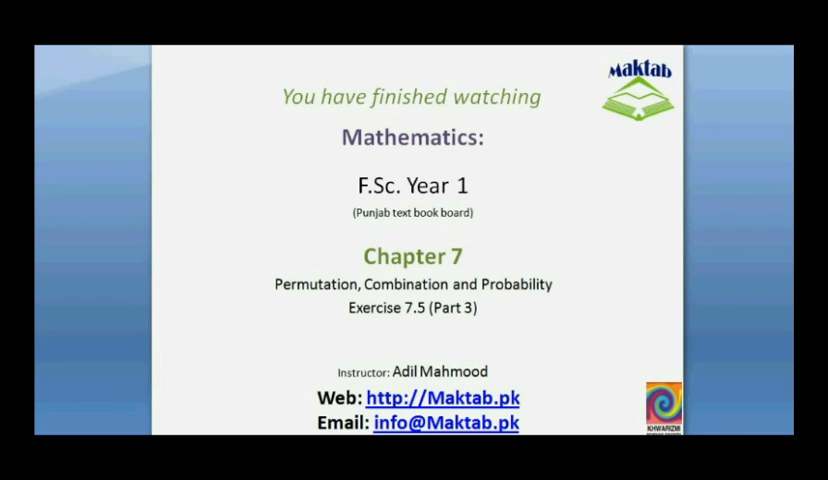 Maktab
You have finished watching
Mathematics:
F.Sc. Year 1
(Punjab text book board)
Chapter 7
Permutation, Combination and Probability
Exercise 7.5 (Part 3)
Instructor: Adil Mahmood
Web: http://Maktab.pk
Email: info@Maktab.pk
KHWARIZMI